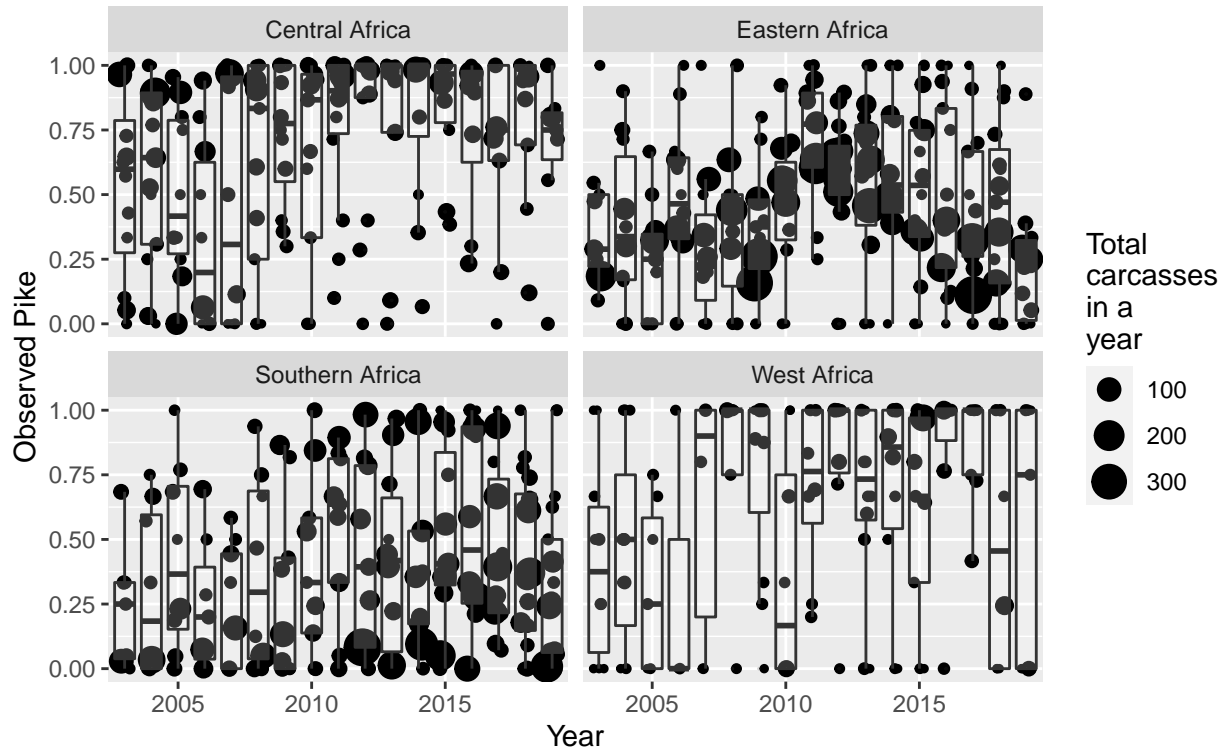 Central Africa
Eastern Africa
1.00
0.75
0.50
0.25
0.00
Southern Africa
West Africa
1.00
0.75
0.50
0.25
0.00
Observed Pike
2005
2010
2015
2005
2010
2015
Year
Total
carcasses
in a
year
100
200
300